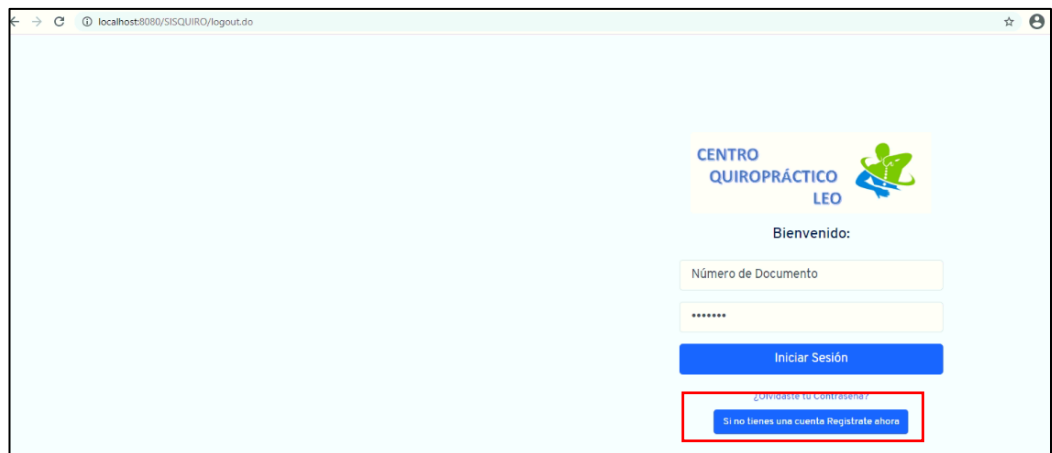 localhost:8080/SISQUIRO/logout.do
CENTRO
QUIROPRÁCTICO
LEO
Bienvenido:
Número de Documento
•••••••
Iniciar Sesión
¿Olvidaste tu Contraseña?
Si no tienes una cuenta Registrate ahora